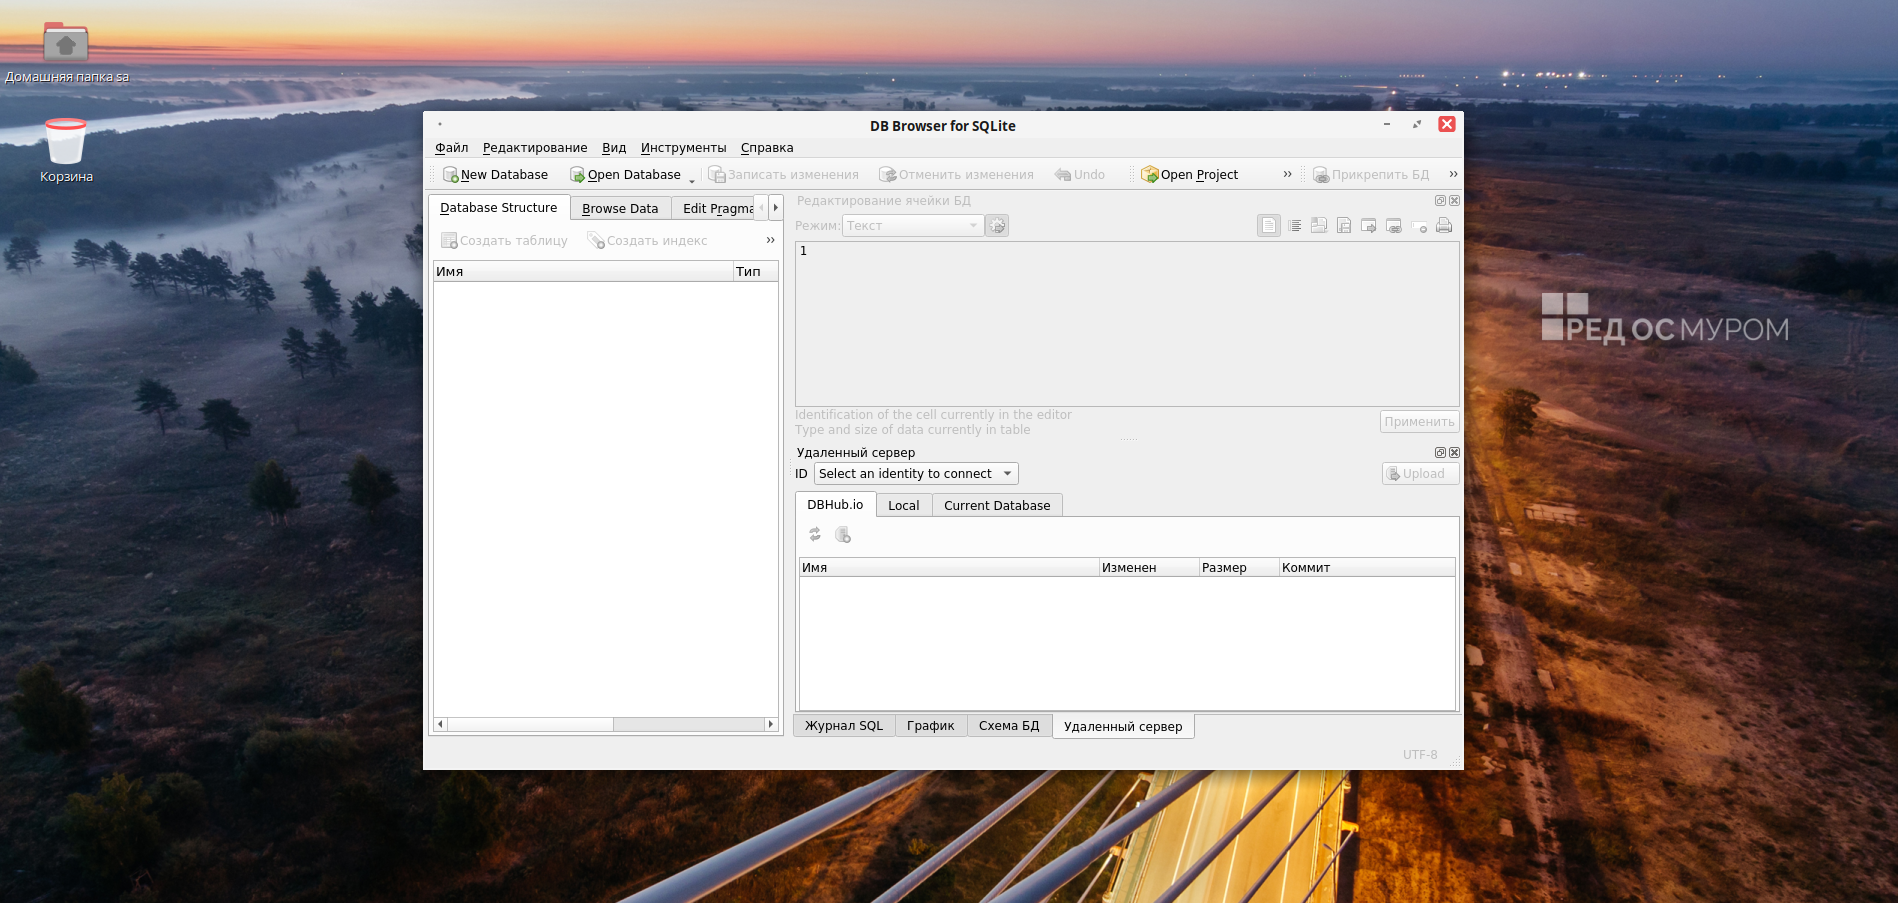 Домашняя папка sa
Корзина
РЕД ОС МУРОМ
DB Browser for SQLite
Файл Редактирование Вид Инструменты Справка
New Database Open Database Записать изменения Отменить изменения Undo Open Project » Прикрепить БД »
Database Structure Browse Data Edit Pragma
Создать таблицу Создать индекс »
Имя Тип
Редактирование ячейки БД
Режим: Текст
1
Identification of the cell currently in the editor
Type and size of data currently in table
Применить
Удаленный сервер
ID Select an identity to connect Upload
DBHub.io Local Current Database
Имя Изменен Размер Коммит
Журнал SQL График Схема БД Удаленный сервер
UTF-8